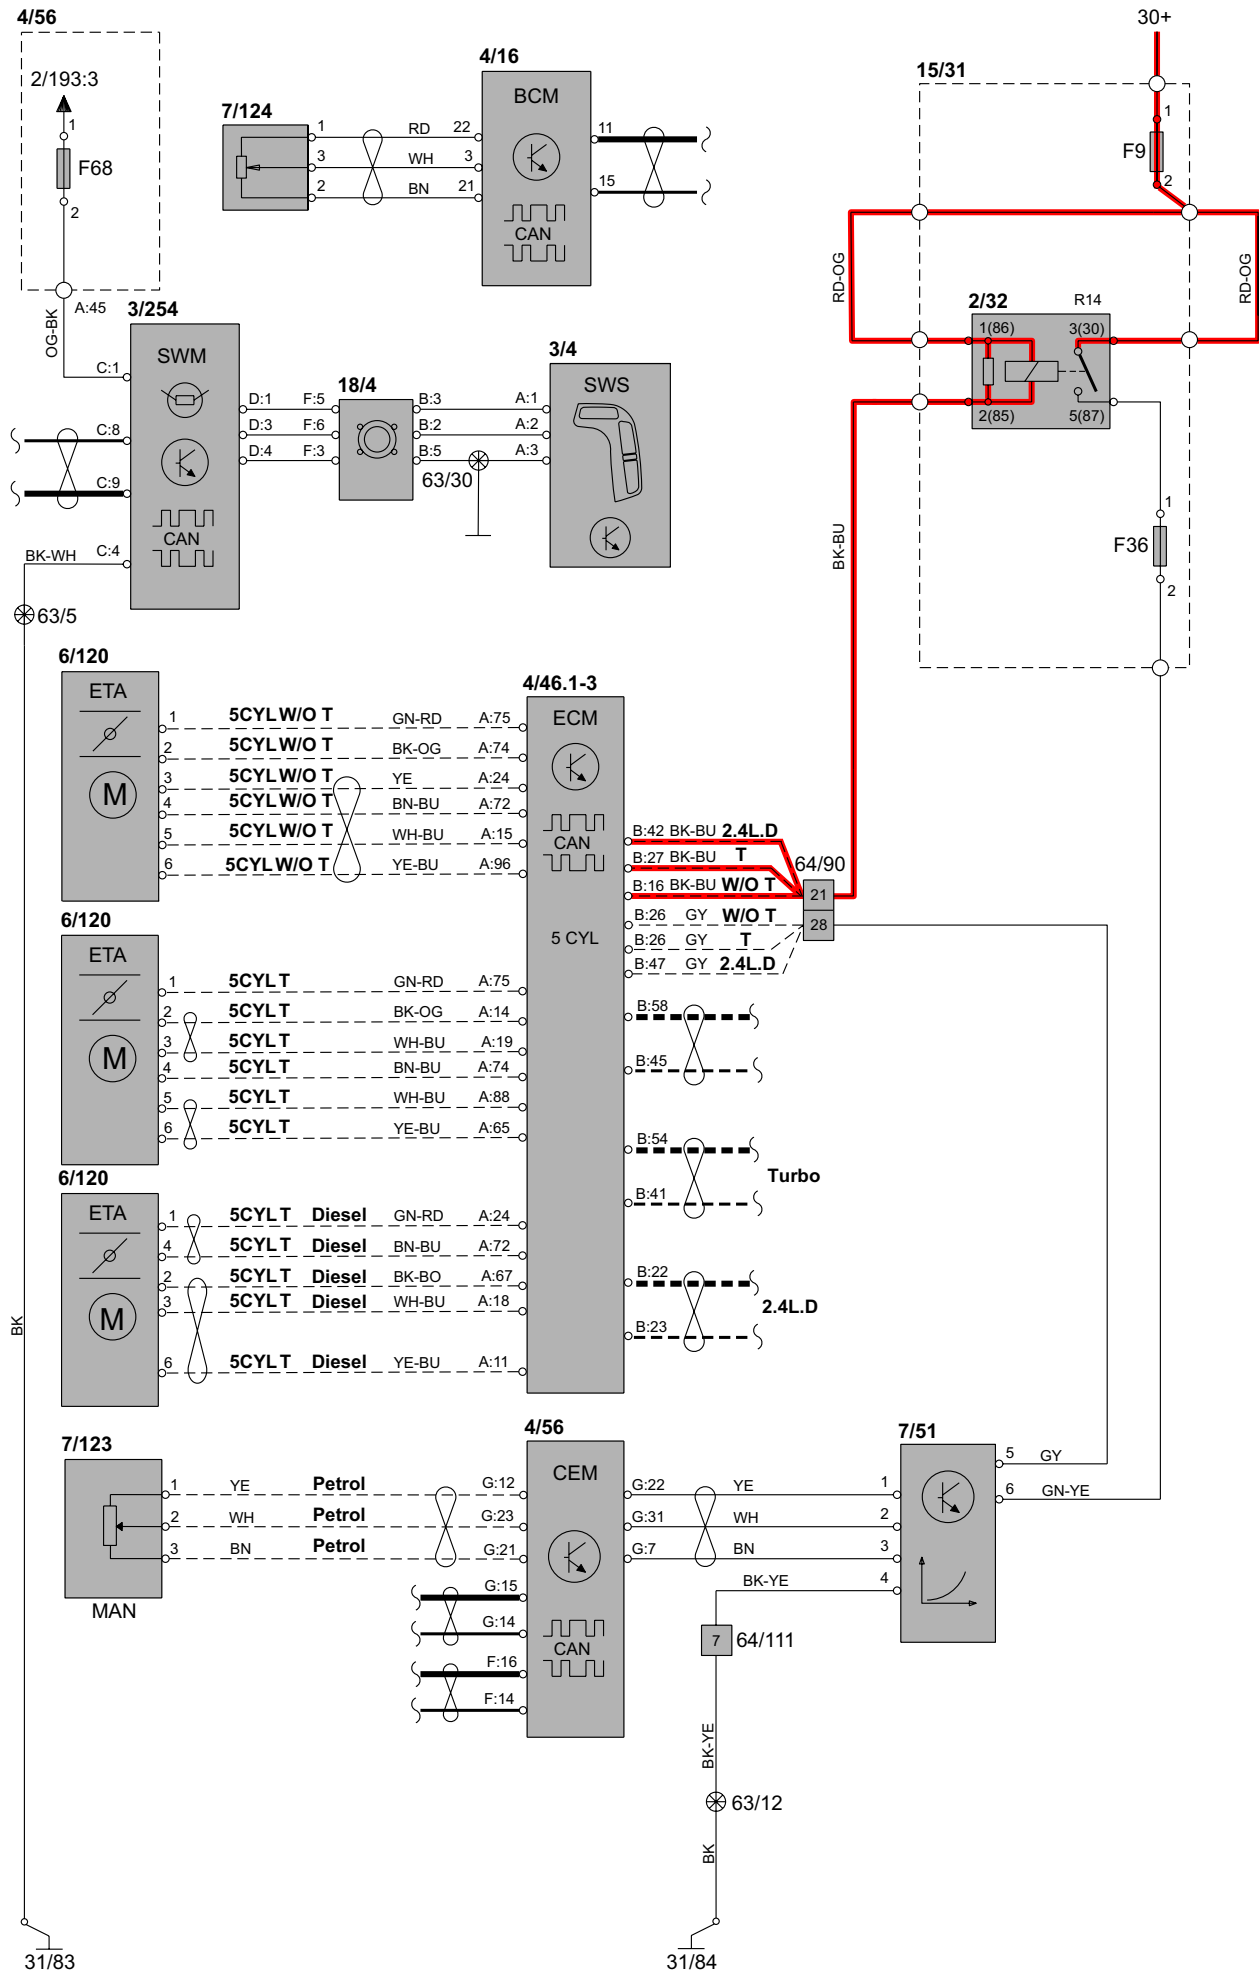 4/56
2/193:3
1
F68
2
A:45
OG-BK
7/124
1
RD
22
3
WH
3
2
BN
21
4/16
BCM
CAN
11
15
30+
15/31
1
F9
2
RD-OG
RD-OG
2/32
R14
1(86)
3(30)
2(85)
5(87)
BK-BU
1
F36
2
3/254
SWM
CAN
C:1
C:8
C:9
C:4
BK-WH
63/5
D:1
F:5
D:3
F:6
D:4
F:3
18/4
B:3
A:1
B:2
A:2
B:5
A:3
63/30
3/4
SWS
6/120
ETA
M
1 5CYL W/O T GN-RD A:75
2 5CYL W/O T BK-OG A:74
3 5CYL W/O T YE A:24
4 5CYL W/O T BN-BU A:72
5 5CYL W/O T WH-BU A:15
6 5CYL W/O T YE-BU A:96
4/46.1-3
ECM
CAN
5 CYL
B:42 BK-BU 2.4L.D
B:27 BK-BU T
B:16 BK-BU W/O T
B:26 GY W/O T
B:26 GY T
B:47 GY 2.4L.D
64/90
21
28
B:58
B:45
B:54
Turbo
B:41
B:22
2.4L.D
B:23
6/120
ETA
M
1 5CYL T GN-RD A:75
2 5CYL T BK-OG A:14
3 5CYL T WH-BU A:19
4 5CYL T BN-BU A:74
5 5CYL T WH-BU A:88
6 5CYL T YE-BU A:65
6/120
ETA
M
1 5CYL T Diesel GN-RD A:24
4 5CYL T Diesel BN-BU A:72
2 5CYL T Diesel BK-BO A:67
3 5CYL T Diesel WH-BU A:18
6 5CYL T Diesel YE-BU A:11
BK
7/123
MAN
1 YE Petrol G:12
2 WH Petrol G:23
3 BN Petrol G:21
G:15
G:14
F:16
F:14
4/56
CEM
CAN
G:22 YE 1
G:31 WH 2
G:7 BN 3
BK-YE 4
7/51
5 GY
6 GN-YE
7
64/111
BK-YE
63/12
BK
31/83
31/84